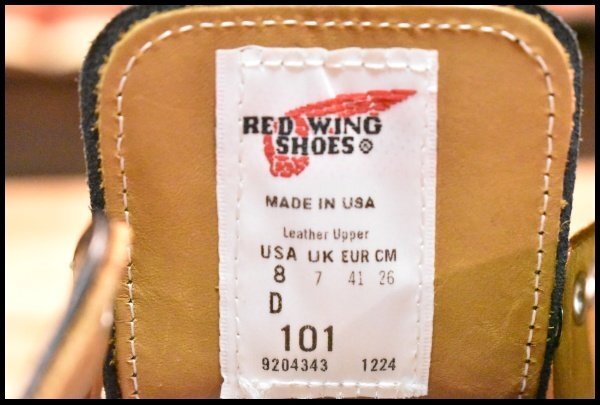 RED WING
SHOES ®
MADE IN USA
Leather Upper
USA UK EUR CM
8 7 41 26
D
101
9204343 1224